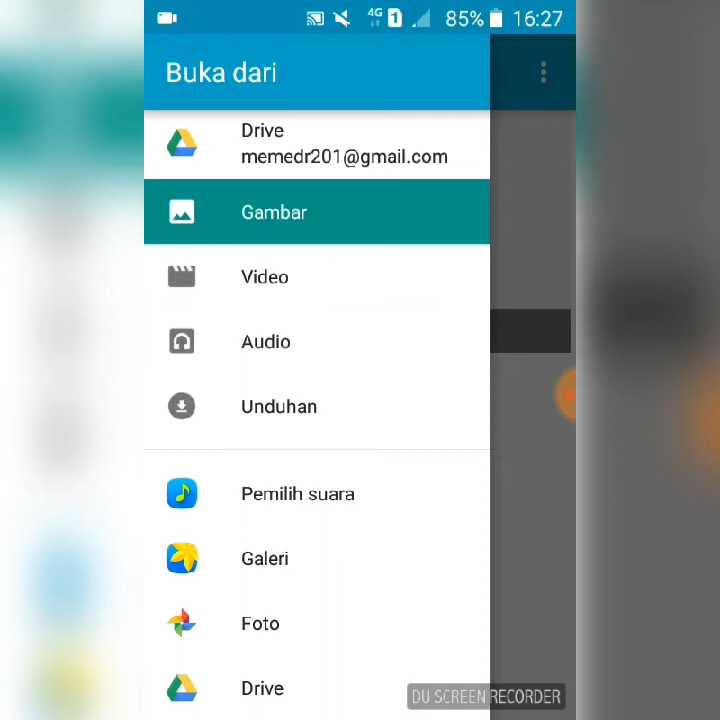 4G 1 85% 16:27
Buka dari
Drive
memedr201@gmail.com
Gambar
Video
Audio
Unduhan
Pemilih suara
Galeri
Foto
Drive
DU SCREEN RECORDER